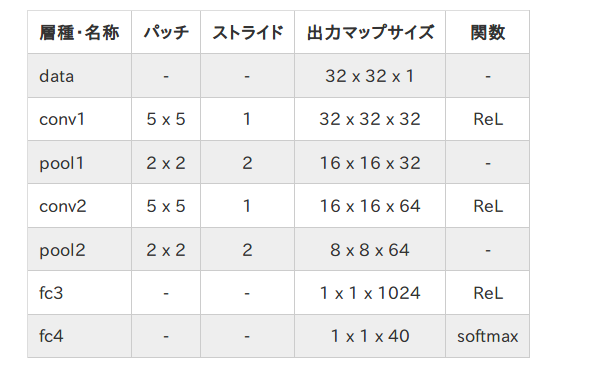 層種・名称 パッチ ストライド 出力マップサイズ 関数
data - - 32 x 32 x 1 -
conv1 5 x 5 1 32 x 32 x 32 ReL
pool1 2 x 2 2 16 x 16 x 32 -
conv2 5 x 5 1 16 x 16 x 64 ReL
pool2 2 x 2 2 8 x 8 x 64 -
fc3 - - 1 x 1 x 1024 ReL
fc4 - - 1 x 1 x 40 softmax